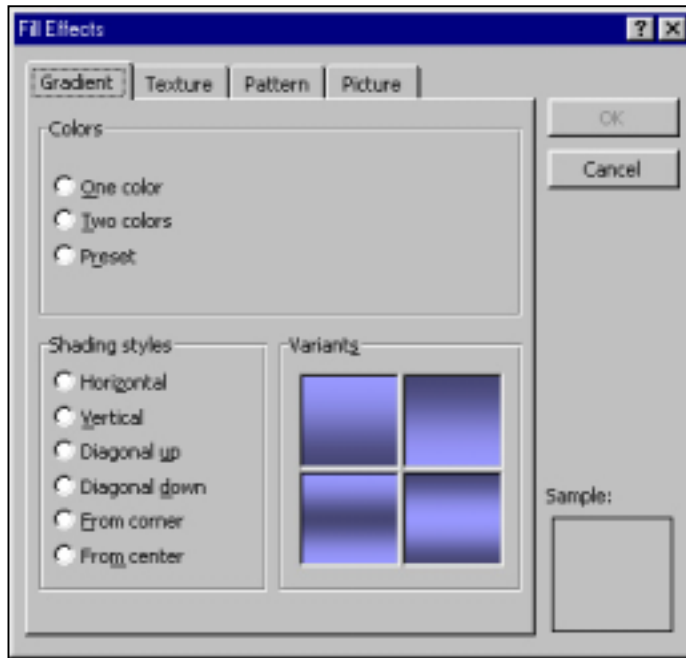 Fill Effects
Gradient Texture Pattern Picture
Colors
One color
Two colors
Preset
OK
Cancel
Shading styles
Horizontal
Vertical
Diagonal up
Diagonal down
From corner
From center
Variants
Sample: